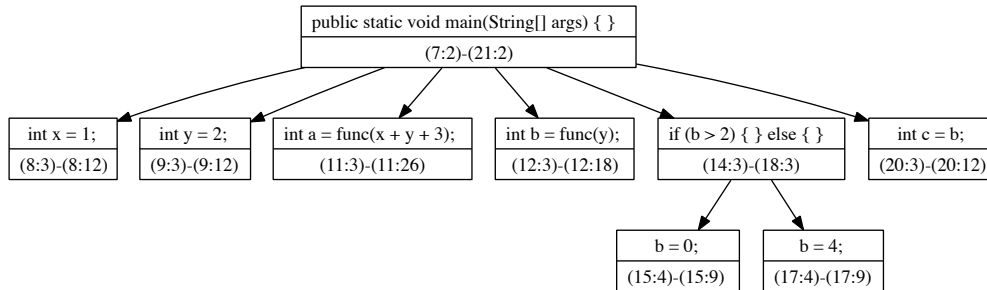 public static void main(String[] args) { }
(7:2)-(21:2)
int x = 1;
(8:3)-(8:12)
int y = 2;
(9:3)-(9:12)
int a = func(x + y + 3);
(11:3)-(11:26)
int b = func(y);
(12:3)-(12:18)
if (b > 2) { } else { }
(14:3)-(18:3)
int c = b;
(20:3)-(20:12)
b = 0;
(15:4)-(15:9)
b = 4;
(17:4)-(17:9)